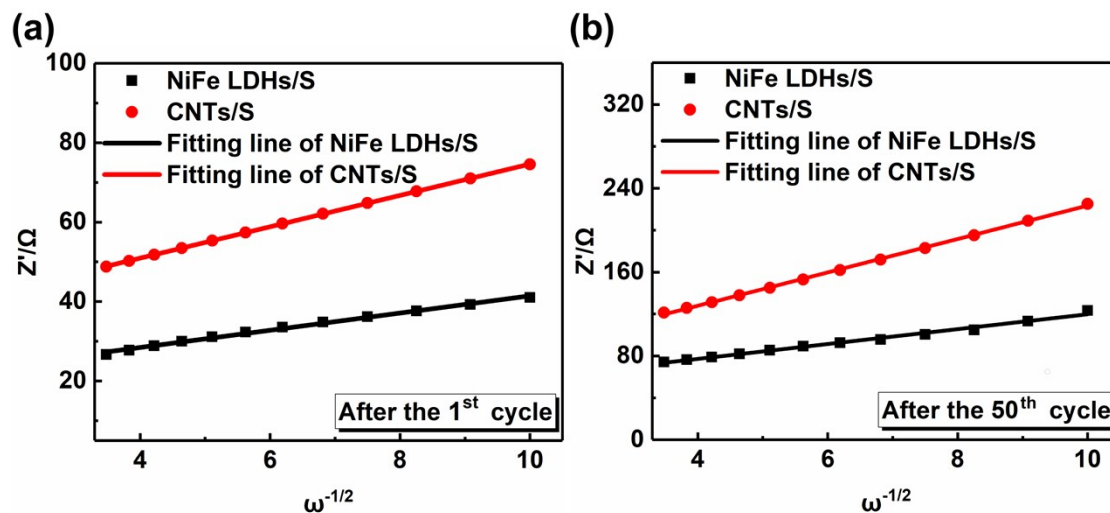 (a)
100
80
60
40
20
Z'/Ω
NiFe LDHs/S
CNTs/S
Fitting line of NiFe LDHs/S
Fitting line of CNTs/S
After the 1st cycle
4 6 8 10
ω-1/2
(b)
320
240
160
80
0
Z'/Ω
NiFe LDHs/S
CNTs/S
Fitting line of NiFe LDHs/S
Fitting line of CNTs/S
After the 50th cycle
4 6 8 10
ω-1/2